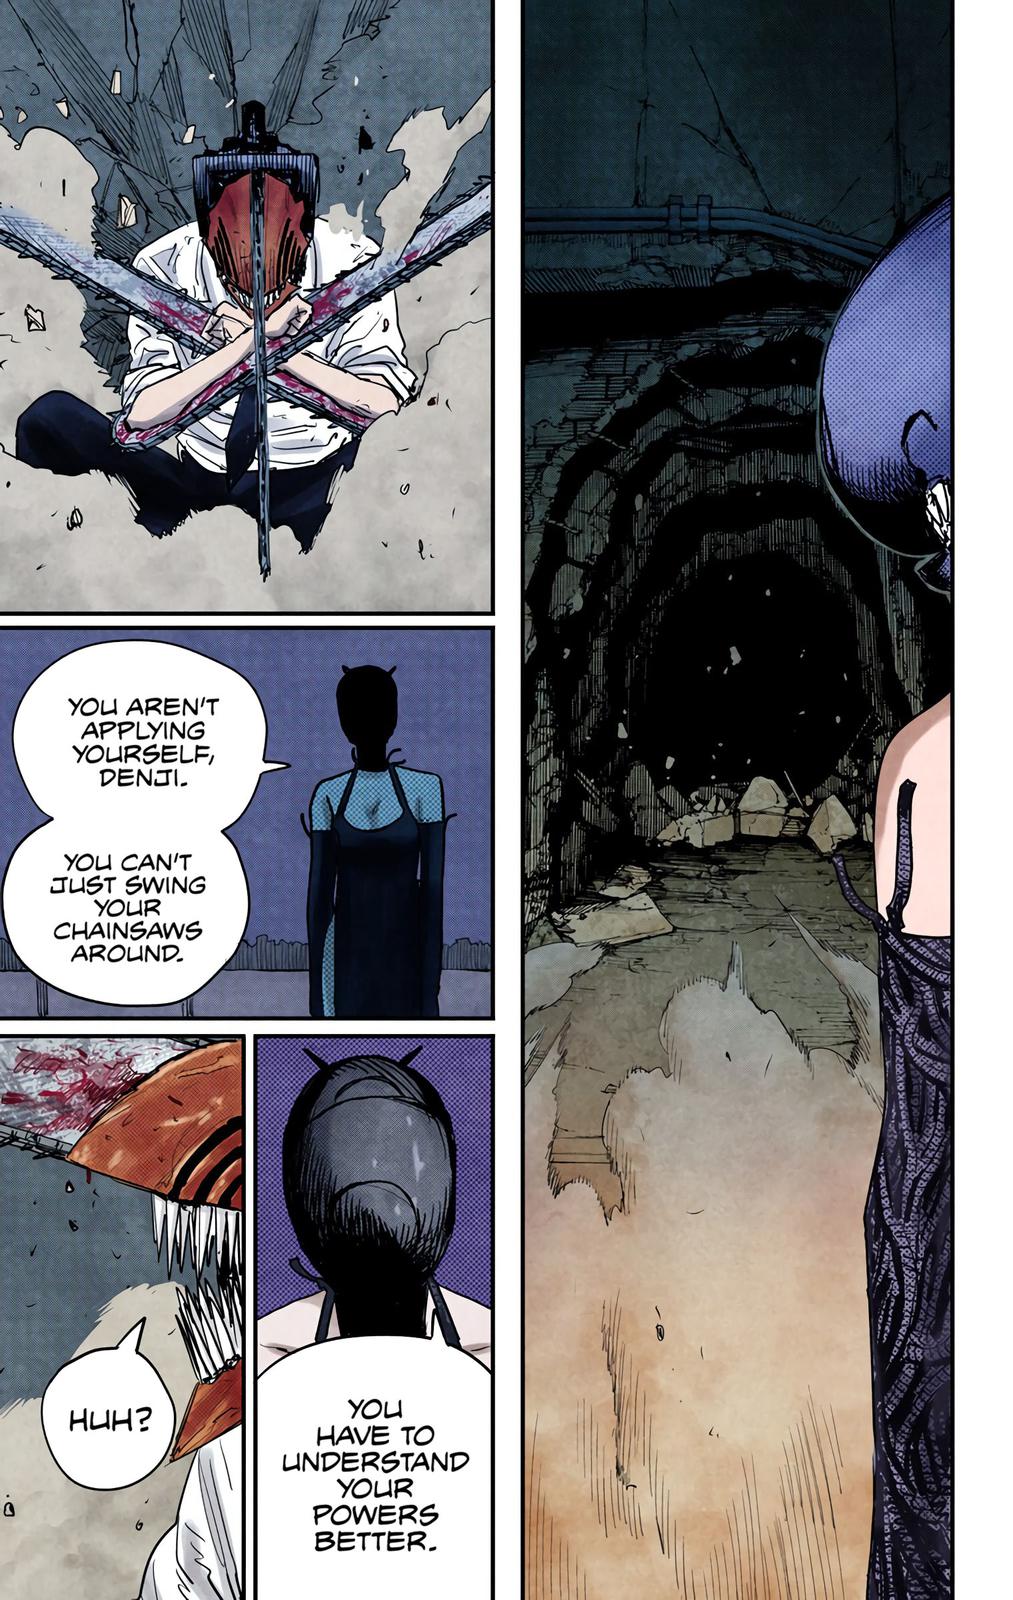 YOU AREN'T
APPLYING
YOURSELF,
DENJI.
YOU CAN'T
JUST SWING
YOUR
CHAINSAWS
AROUND.
YOU
HAVE TO
UNDERSTAND
YOUR
POWERS
BETTER.
HUH?